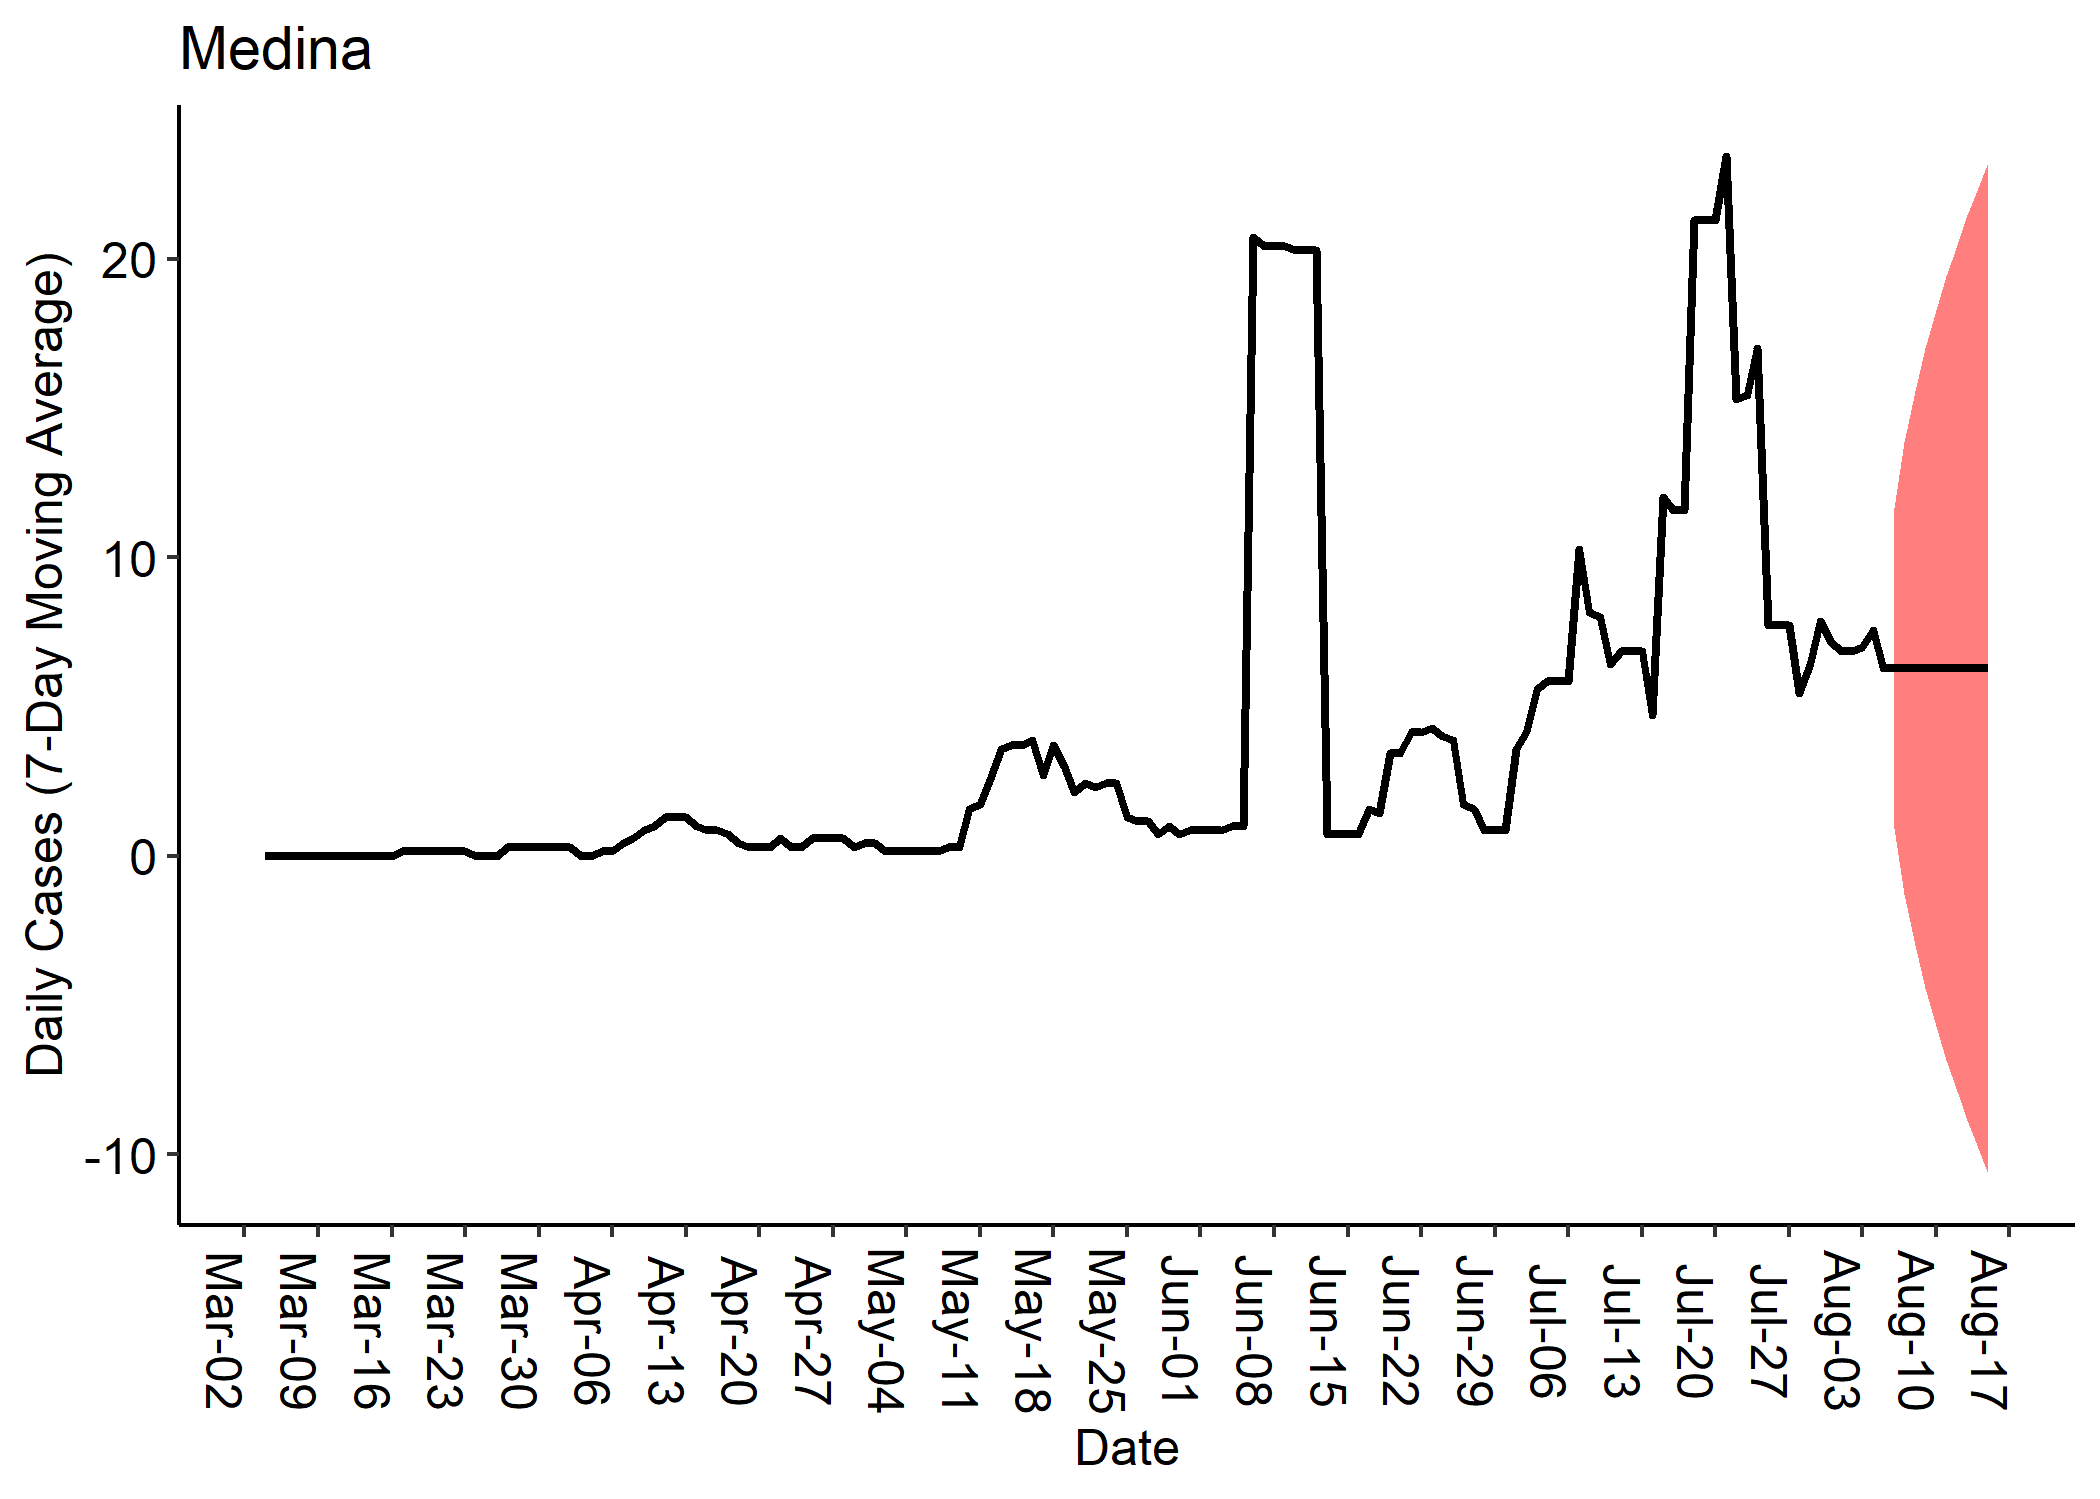 Medina
Daily Cases (7-Day Moving Average)
20
10
0
-10
Mar-02
Mar-09
Mar-16
Mar-23
Mar-30
Apr-06
Apr-13
Apr-20
Apr-27
May-04
May-11
May-18
May-25
Jun-01
Jun-08
Jun-15
Jun-22
Jun-29
Jul-06
Jul-13
Jul-20
Jul-27
Aug-03
Aug-10
Aug-17
Date